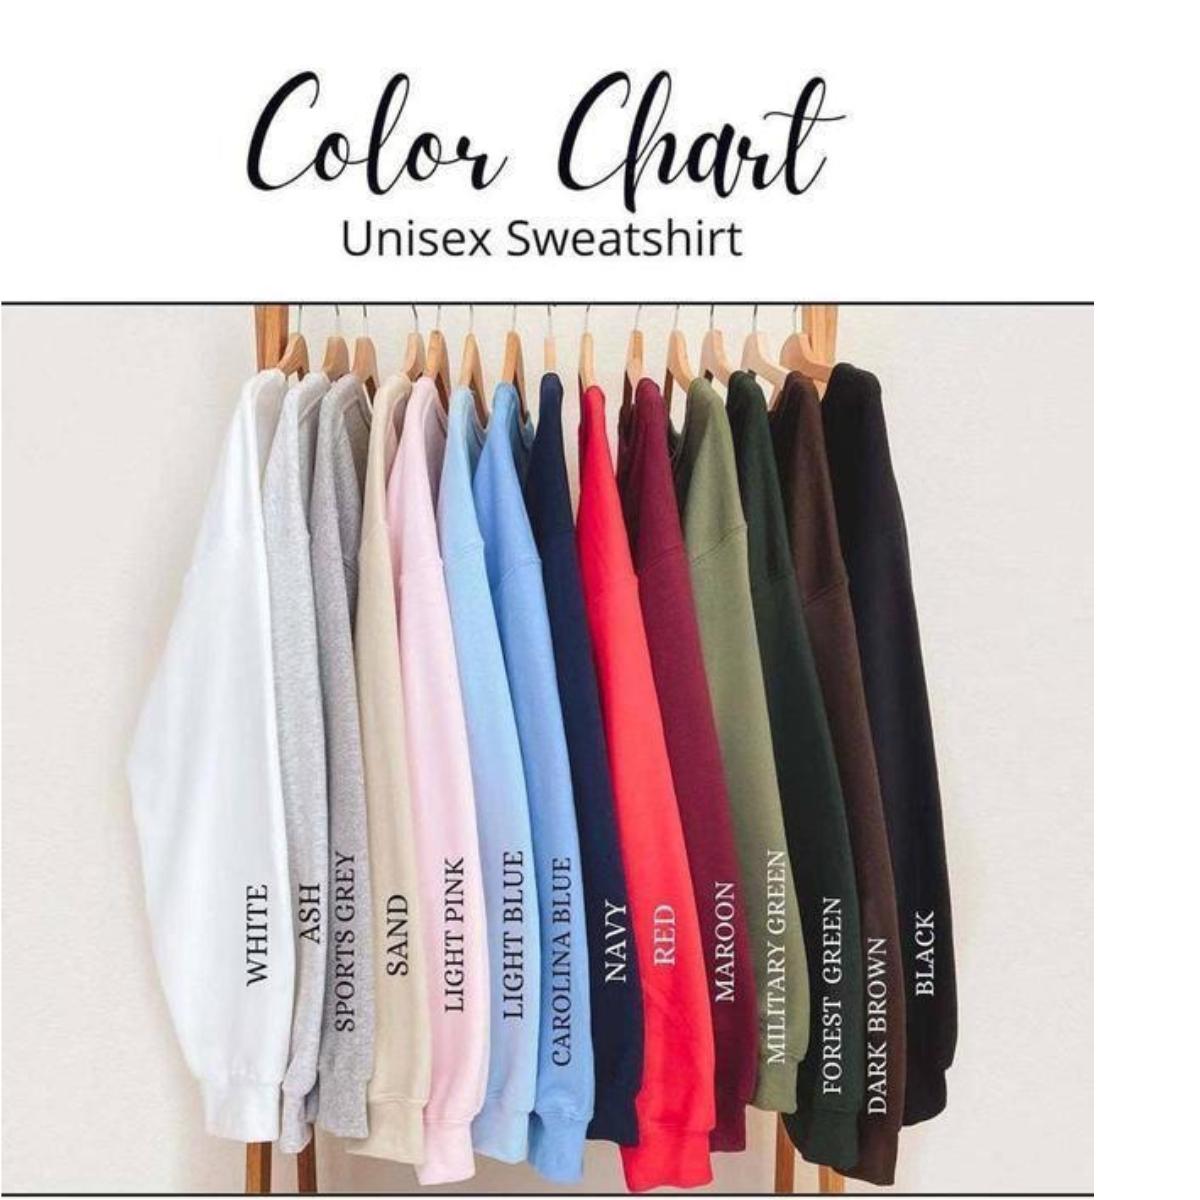 Color Chart
Unisex Sweatshirt
WHITE
ASH
SPORTS GREY
SAND
LIGHT PINK
LIGHT BLUE
CAROLINA BLUE
NAVY
RED
MAROON
MILITARY GREEN
FOREST GREEN
DARK BROWN
BLACK